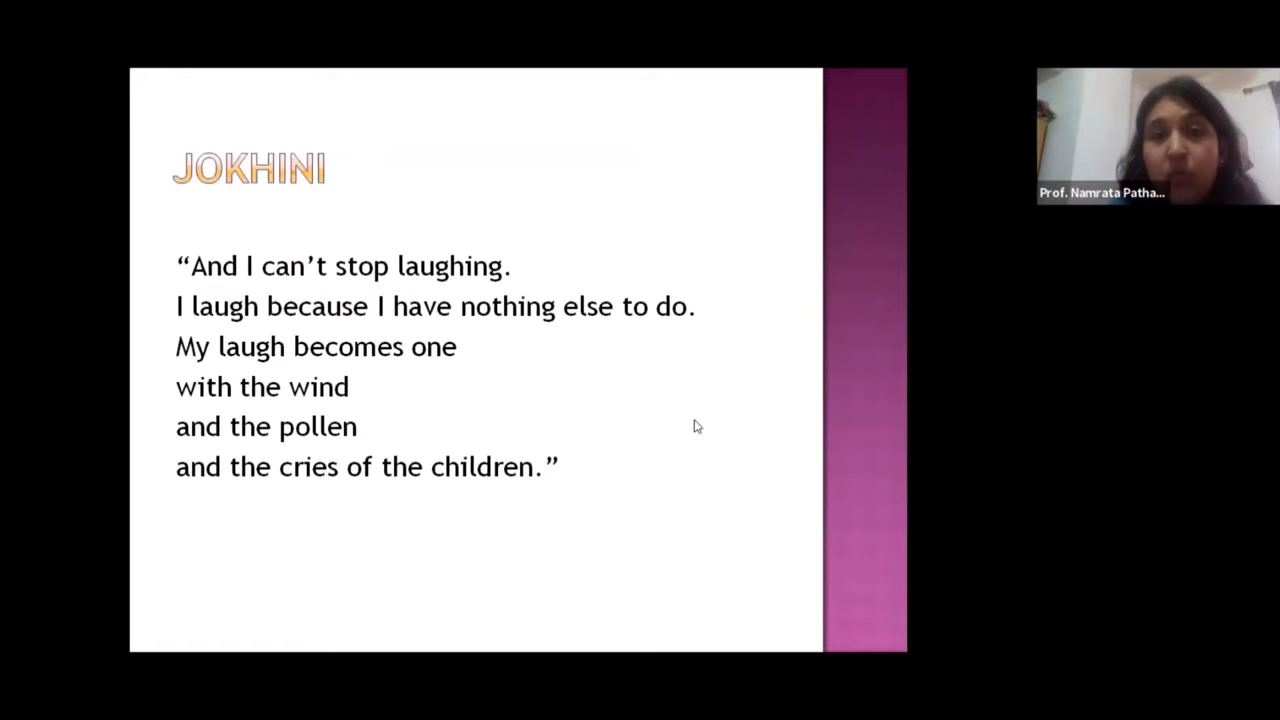 JOKHINI
“And I can’t stop laughing.
I laugh because I have nothing else to do.
My laugh becomes one
with the wind
and the pollen
and the cries of the children.”
Prof. Namrata Patha...